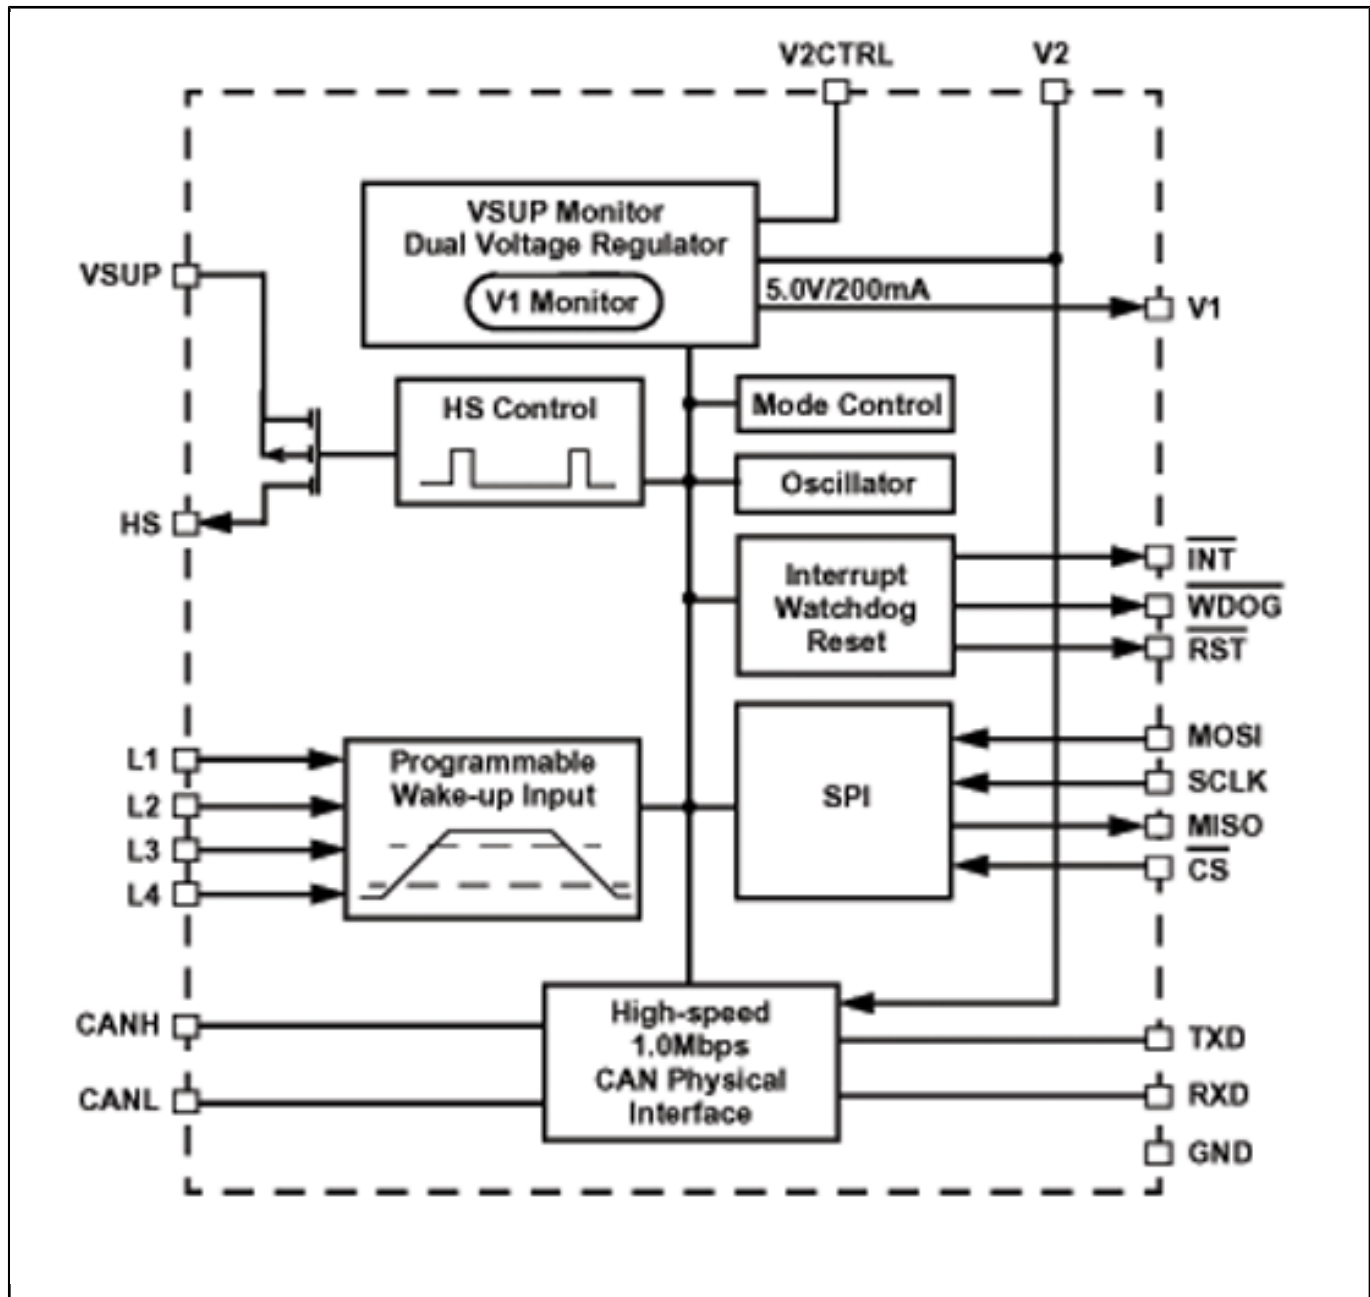 V2CTRL
V2
VSUP Monitor
Dual Voltage Regulator
V1 Monitor
VSUP
5.0V/200mA
V1
HS Control
Mode Control
Oscillator
HS
Interrupt
Watchdog
Reset
INT
WDOG
RST
L1
L2
L3
L4
Programmable
Wake-up Input
SPI
MOSI
SCLK
MISO
CS
CANH
CANL
High-speed
1.0Mbps
CAN Physical
Interface
TXD
RXD
GND